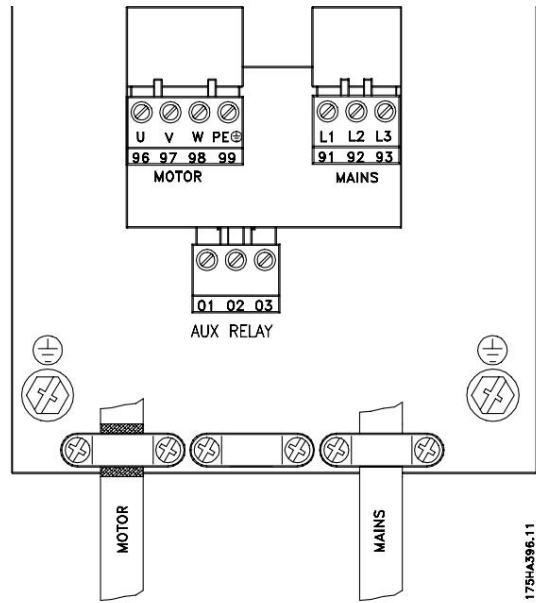 U V W PE L1 L2 L3
96 97 98 99 91 92 93
MOTOR MAINS
01 02 03
AUX RELAY
MOTOR
MAINS
175HA396.11